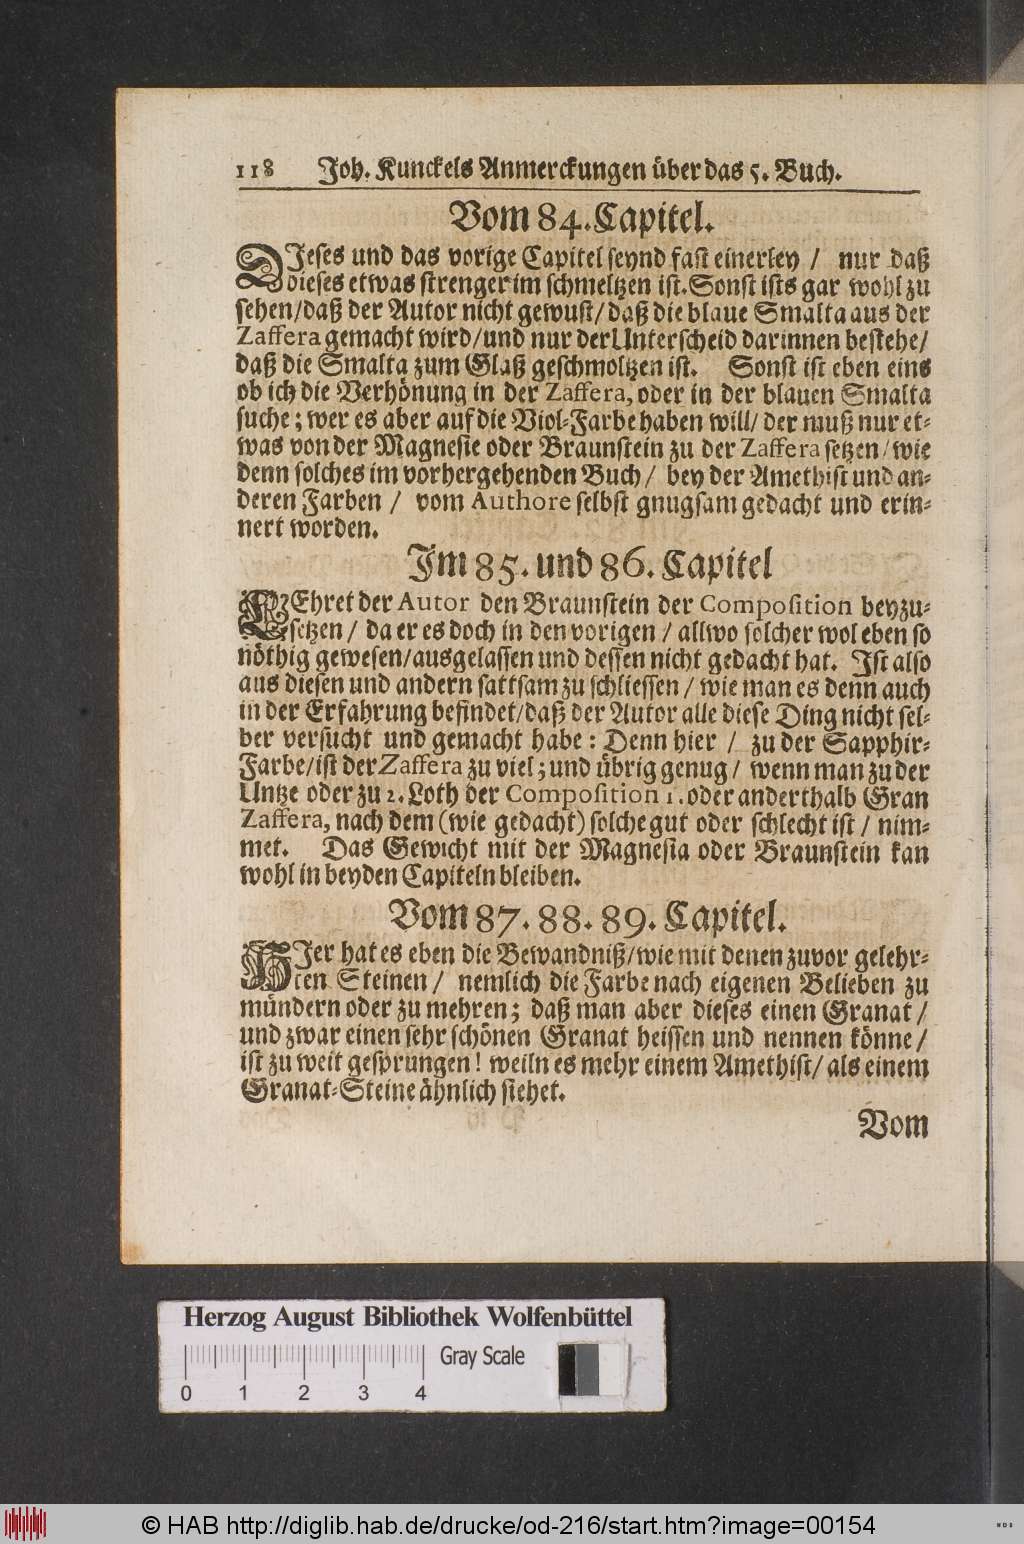 118 Joh. Kunckels Anmerckungen über das 5. Buch.
Vom 84. Capitel.
DIeses und das vorige Capitel seynd fast einerley / nur daß
dieses etwas strenger im schmeltzen ist. Sonst ists gar wohl zu
sehen / daß der Autor nicht gewust / daß die blaue Smalta aus der
Zaffera gemacht wird / und nur der Unterscheid darinnen bestehe /
daß die Smalta zum Glaß geschmoltzen ist. Sonst ist eben eins
ob ich die Verhönung in der Zaffera, oder in der blauen Smalta
suche; wer es aber auf die Viol-Farbe haben will / der muß nur et-
was von der Magnesie oder Braunstein zu der Zaffera setzen / wie
denn solches im vorhergehenden Buch / bey der Amethist und an-
deren Farben / vom Authore selbst gnugsam gedacht und erin-
nert worden.
Im 85. und 86. Capitel
LEhret der Autor den Braunstein der Composition beyzu-
setzen / da er es doch in den vorigen / allwo solcher wol eben so
nöthig gewesen / ausgelassen und dessen nicht gedacht hat. Ist also
aus diesen und andern sattsam zu schliessen / wie man es denn auch
in der Erfahrung befindet / daß der Autor alle diese Ding nicht sel-
ber versucht und gemacht habe: Denn hier / zu der Sapphir-
Farbe / ist der Zaffera zu viel; und übrig genug / wenn man zu der
Untze oder zu 2. Loth der Composition 1. oder anderthalb Gran
Zaffera, nach dem (wie gedacht) solche gut oder schlecht ist / nim-
met. Das Gewicht mit der Magnesia oder Braunstein kan
wohl in beyden Capiteln bleiben.
Vom 87. 88. 89. Capitel.
HIer hat es eben die Bewandniß / wie mit denen zuvor gelehr-
ten Steinen / nemlich die Farbe nach eigenen Belieben zu
mündern oder zu mehren; daß man aber dieses einen Granat /
und zwar einen sehr schönen Granat heissen und nennen könne /
ist zu weit gesprungen! weiln es mehr einem Amethist / als einem
Granat-Steine ähnlich siehet.
Vom
Herzog August Bibliothek Wolfenbüttel
0 1 2 3 4 Gray Scale
© HAB http://diglib.hab.de/drucke/od-216/start.htm?image=00154